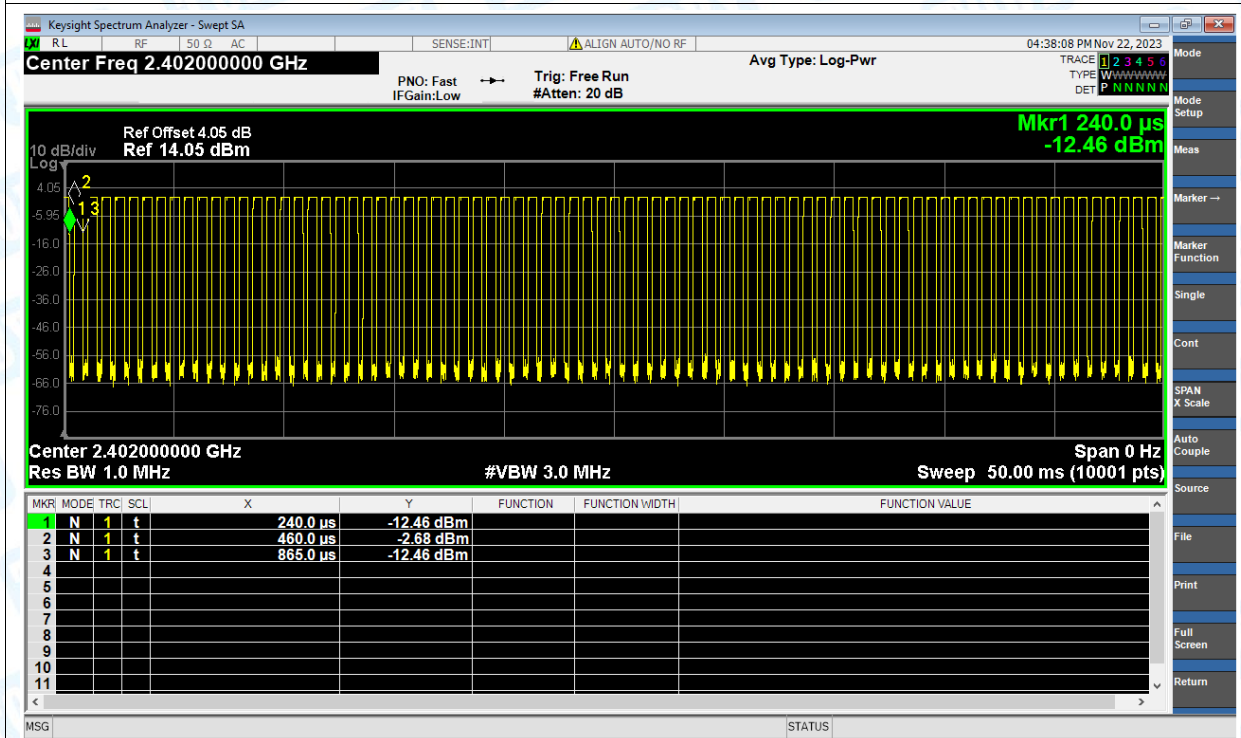 Keysight Spectrum Analyzer - Swept SA
LXI RL RF 50 Ω AC SENSE:INT ALIGN AUTO/NO RF 04:38:08 PM Nov 22, 2023
Center Freq 2.402000000 GHz
PNO: Fast
IFGain:Low
Trig: Free Run
#Atten: 20 dB
Avg Type: Log-Pwr
TRACE 1 2 3 4 5 6
TYPE WWWWWW
DET P N N N N N
Mkr1 240.0 µs
-12.46 dBm
Ref Offset 4.05 dB
10 dB/div Ref 14.05 dBm
Log
4.05
-5.95
-16.0
-26.0
-36.0
-46.0
-56.0
-66.0
-76.0
2
1 3
Center 2.402000000 GHz Span 0 Hz
Res BW 1.0 MHz #VBW 3.0 MHz Sweep 50.00 ms (10001 pts)
MKR MODE TRC SCL X Y FUNCTION FUNCTION WIDTH FUNCTION VALUE
1 N 1 t 240.0 µs -12.46 dBm
2 N 1 t 460.0 µs -2.68 dBm
3 N 1 t 865.0 µs -12.46 dBm
4
5
6
7
8
9
10
11
MSG STATUS
Mode
Mode
Setup
Meas
Marker →
Marker
Function
Single
Cont
SPAN
X Scale
Auto
Couple
Source
File
Print
Full
Screen
Return